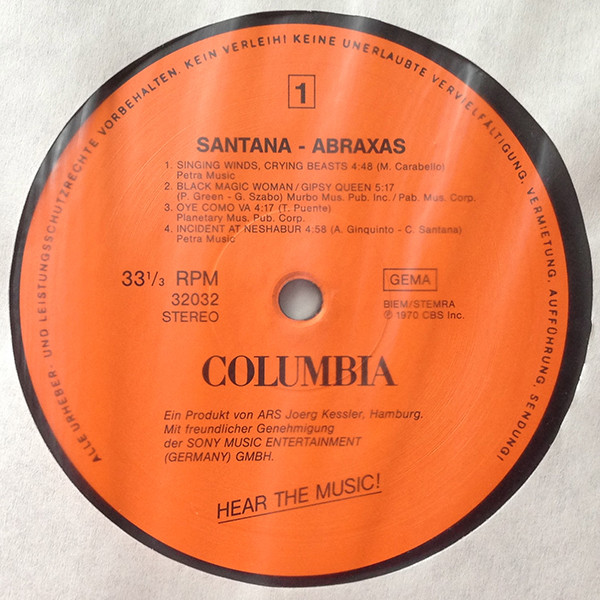 ALLE URHEBER- UND LEISTUNGSSCHUTZRECHTE VORBEHALTEN. KEIN VERLEIH! KEINE UNERLAUBTE VERVIELFÄLTIGUNG, VERMIETUNG, AUFFÜHRUNG, SENDUNG!
1
SANTANA - ABRAXAS
1. SINGING WINDS, CRYING BEASTS 4:48 (M. Carabello)
Petra Music
2. BLACK MAGIC WOMAN / GIPSY QUEEN 5:17
(P. Green - G. Szabo) Murbo Mus. Pub. Inc. / Pab. Mus. Corp.
3. OYE COMO VA 4:17 (T. Puente)
Planetary Mus. Pub. Corp.
4. INCIDENT AT NESHABUR 4:58 (A. Ginquinto - C. Santana)
Petra Music
33 1/3 RPM
32032
STEREO
GEMA
BIEM/STEMRA
℗ 1970 CBS Inc.
COLUMBIA
Ein Produkt von ARS Joerg Kessler, Hamburg.
Mit freundlicher Genehmigung
der SONY MUSIC ENTERTAINMENT
(GERMANY) GMBH.
HEAR THE MUSIC!